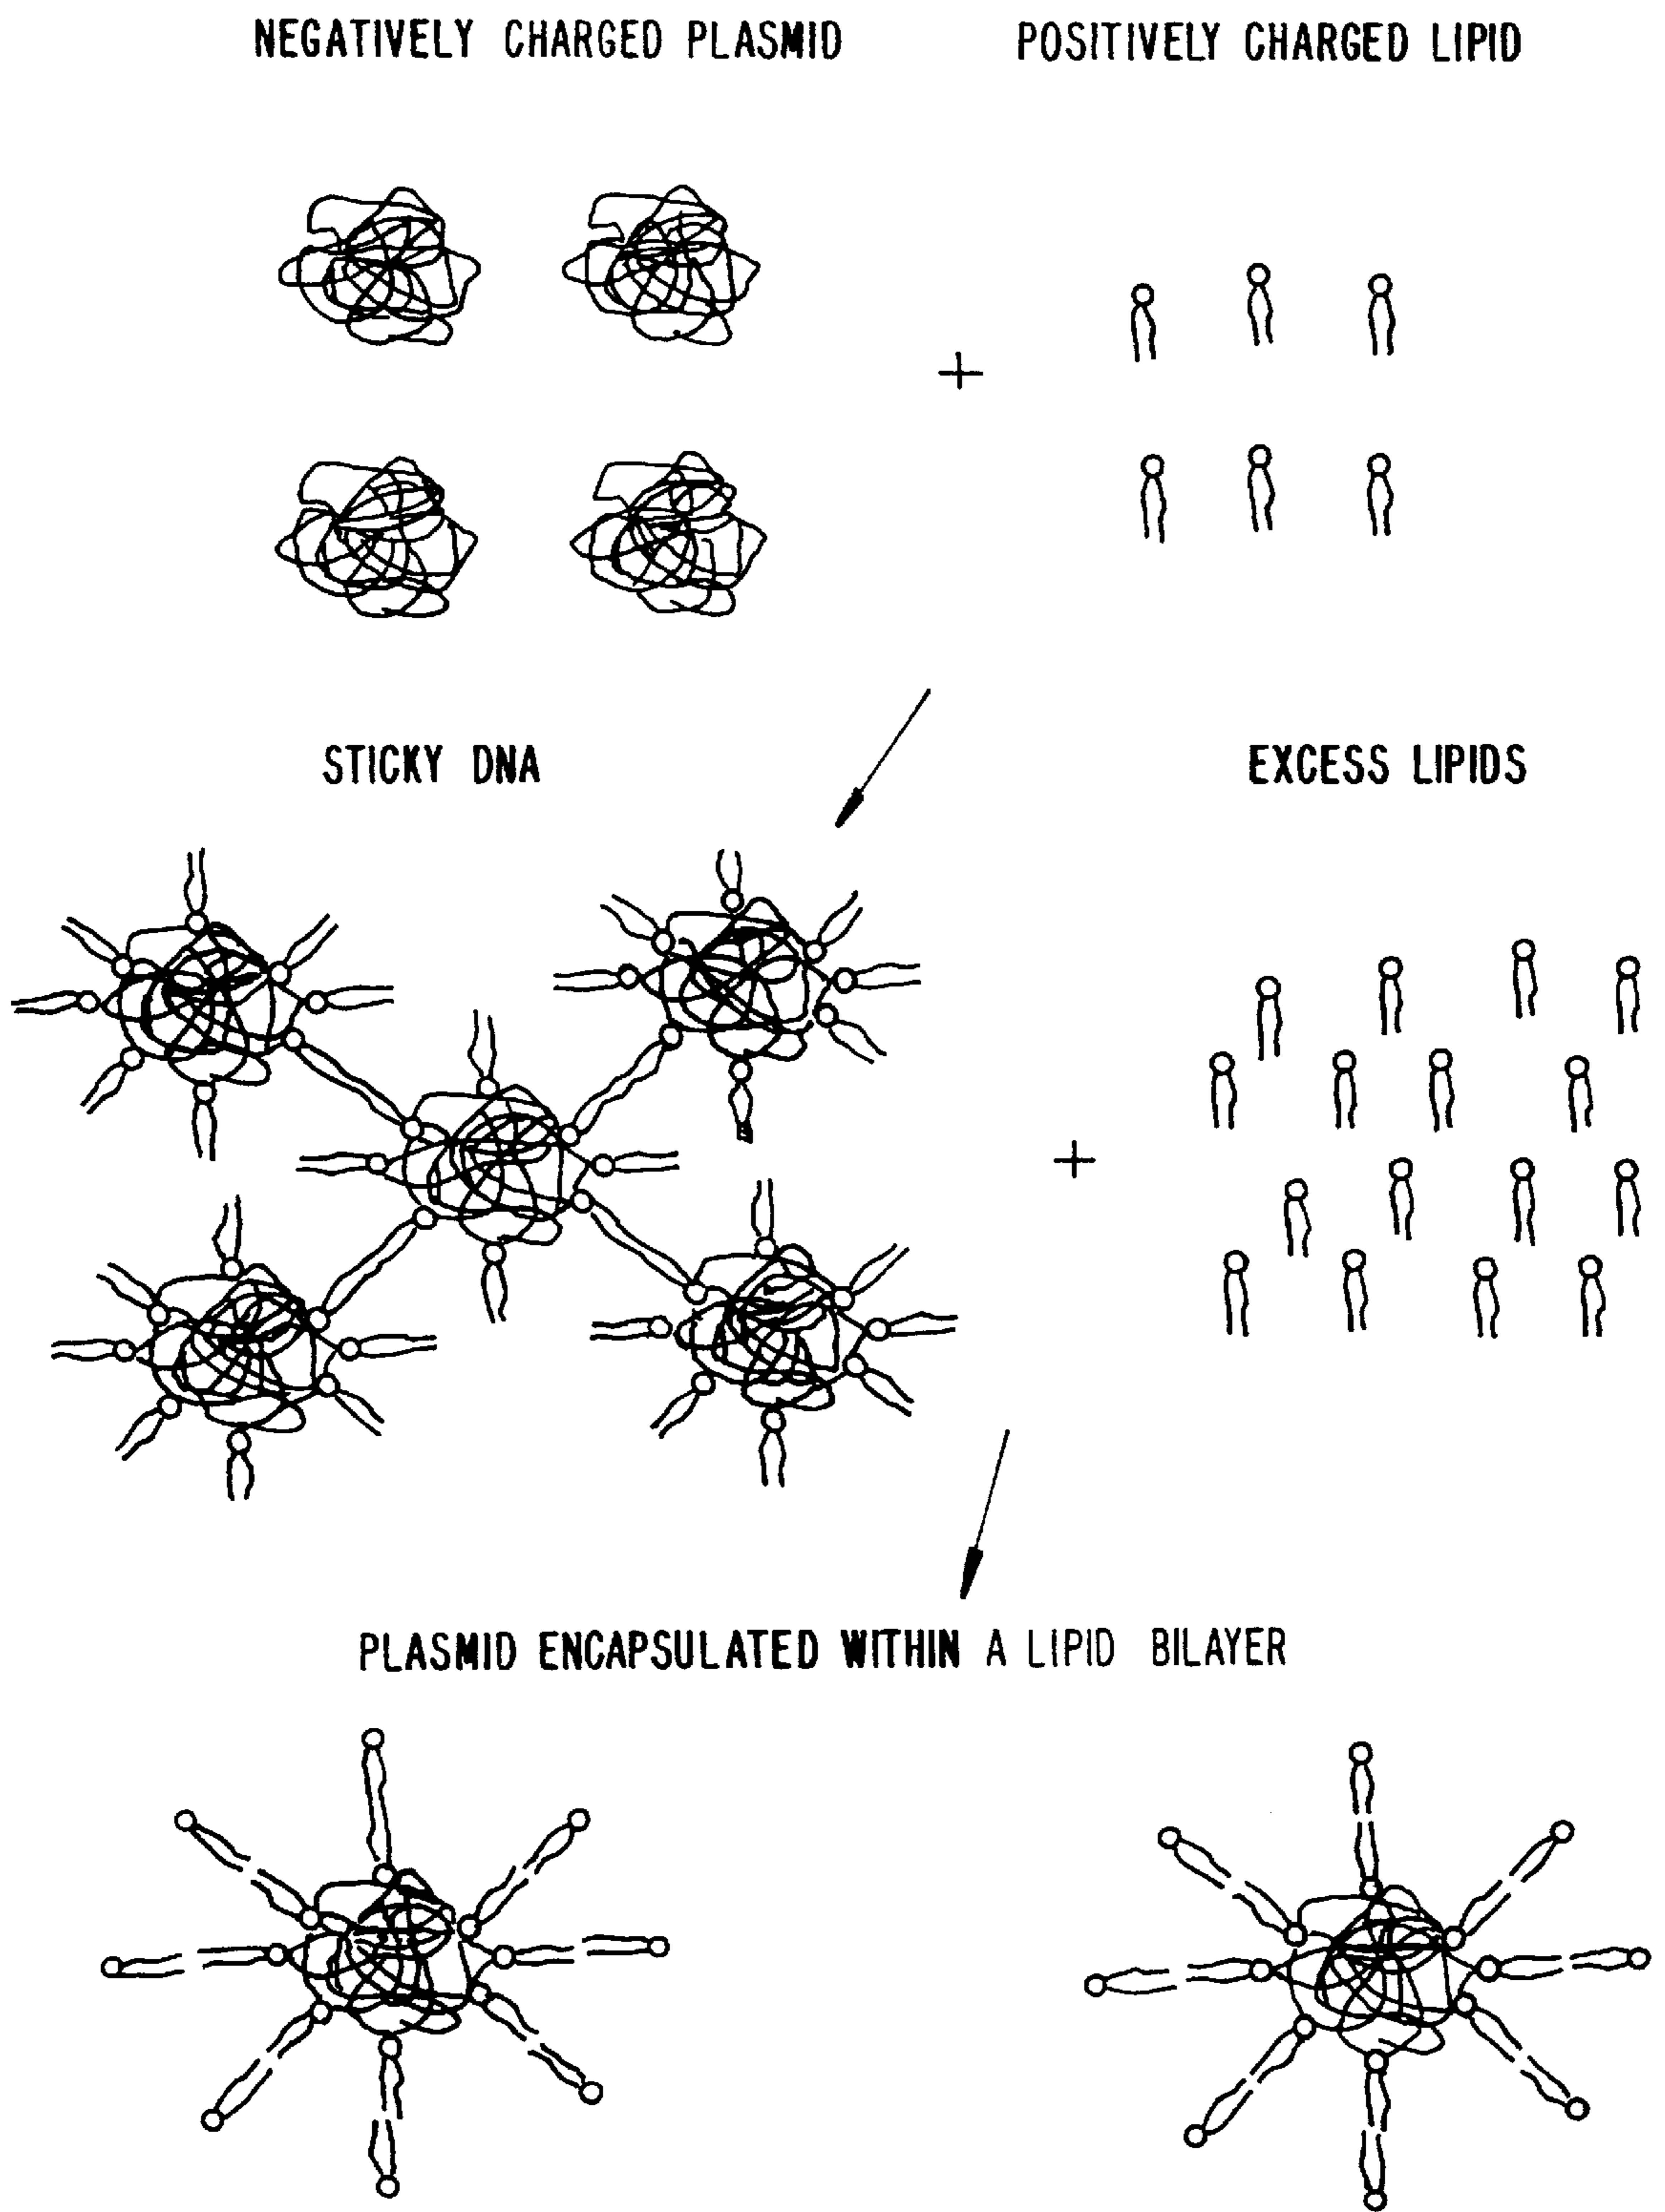 NEGATIVELY CHARGED PLASMID
POSITIVELY CHARGED LIPID
+
STICKY DNA
EXCESS LIPIDS
+
PLASMID ENCAPSULATED WITHIN A LIPID BILAYER